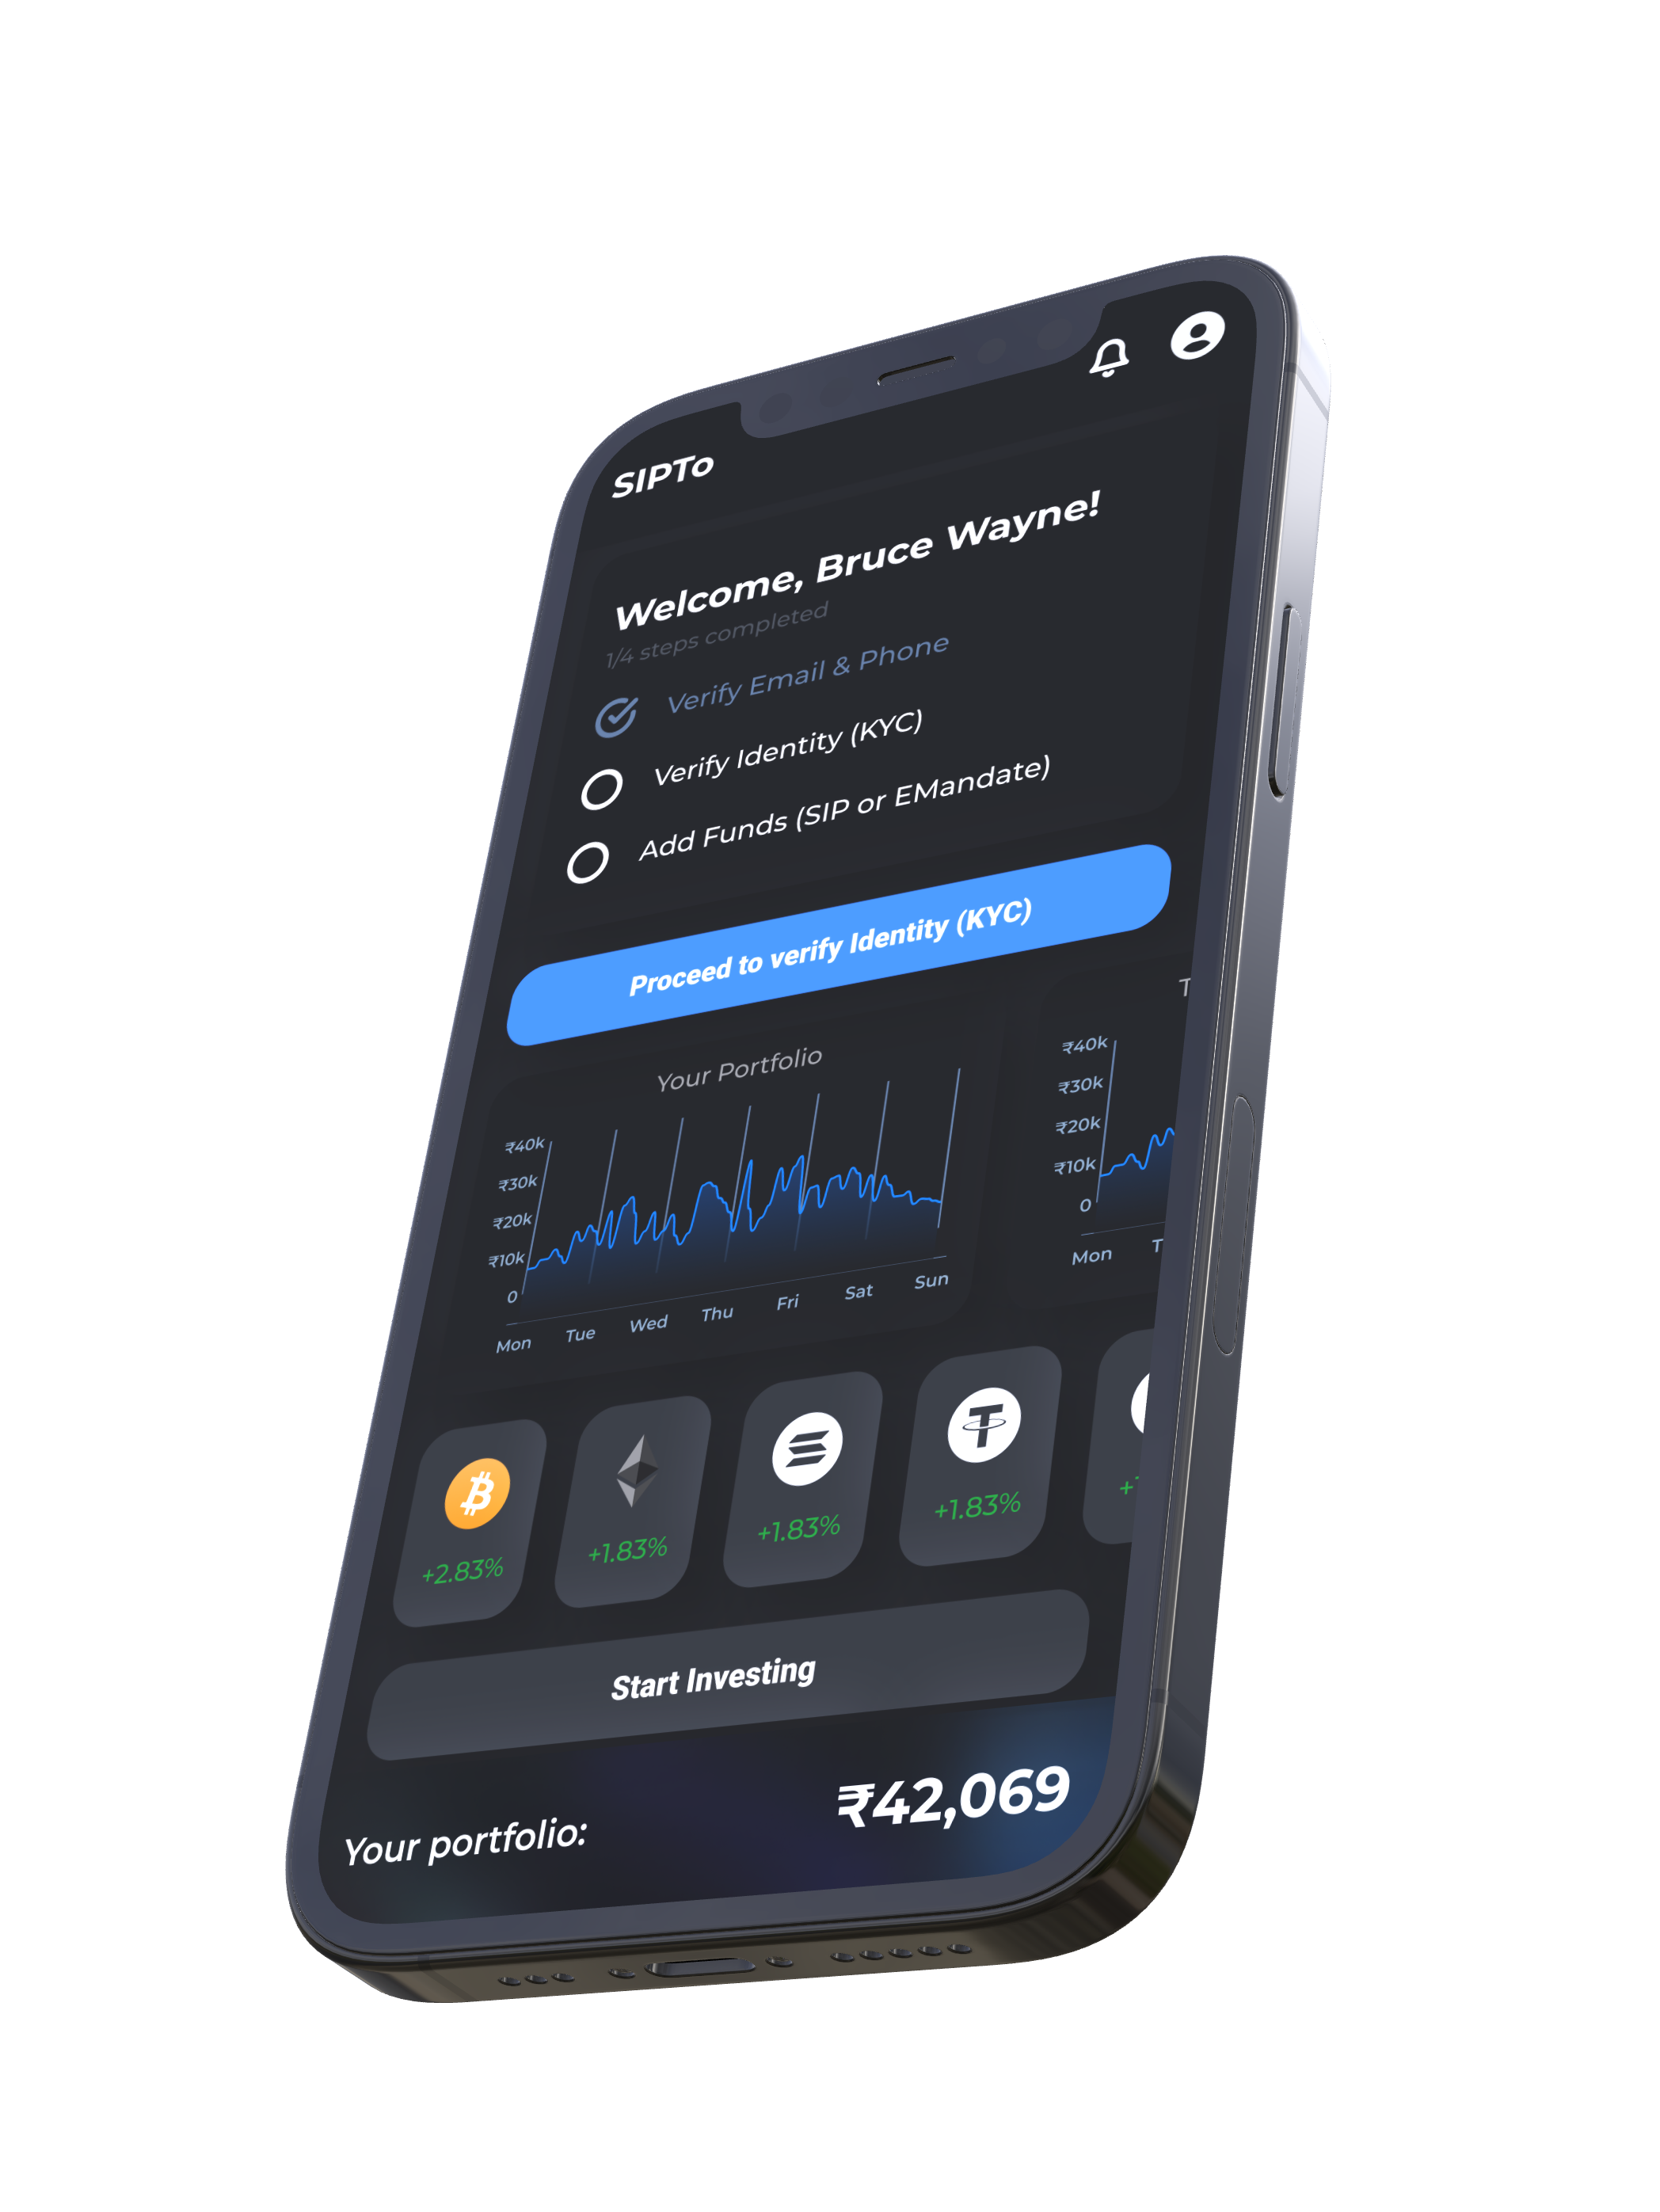 SIPTo
Welcome, Bruce Wayne!
1/4 steps completed
Verify Email & Phone
Verify Identity (KYC)
Add Funds (SIP or EMandate)
Proceed to verify Identity (KYC)
Your Portfolio
₹40k
₹30k
₹20k
₹10k
0
Mon Tue Wed Thu Fri Sat Sun
T
₹40k
₹30k
₹20k
₹10k
0
Mon T
+2.83% +1.83% +1.83% +1.83% +1
Start Investing
Your portfolio: ₹42,069